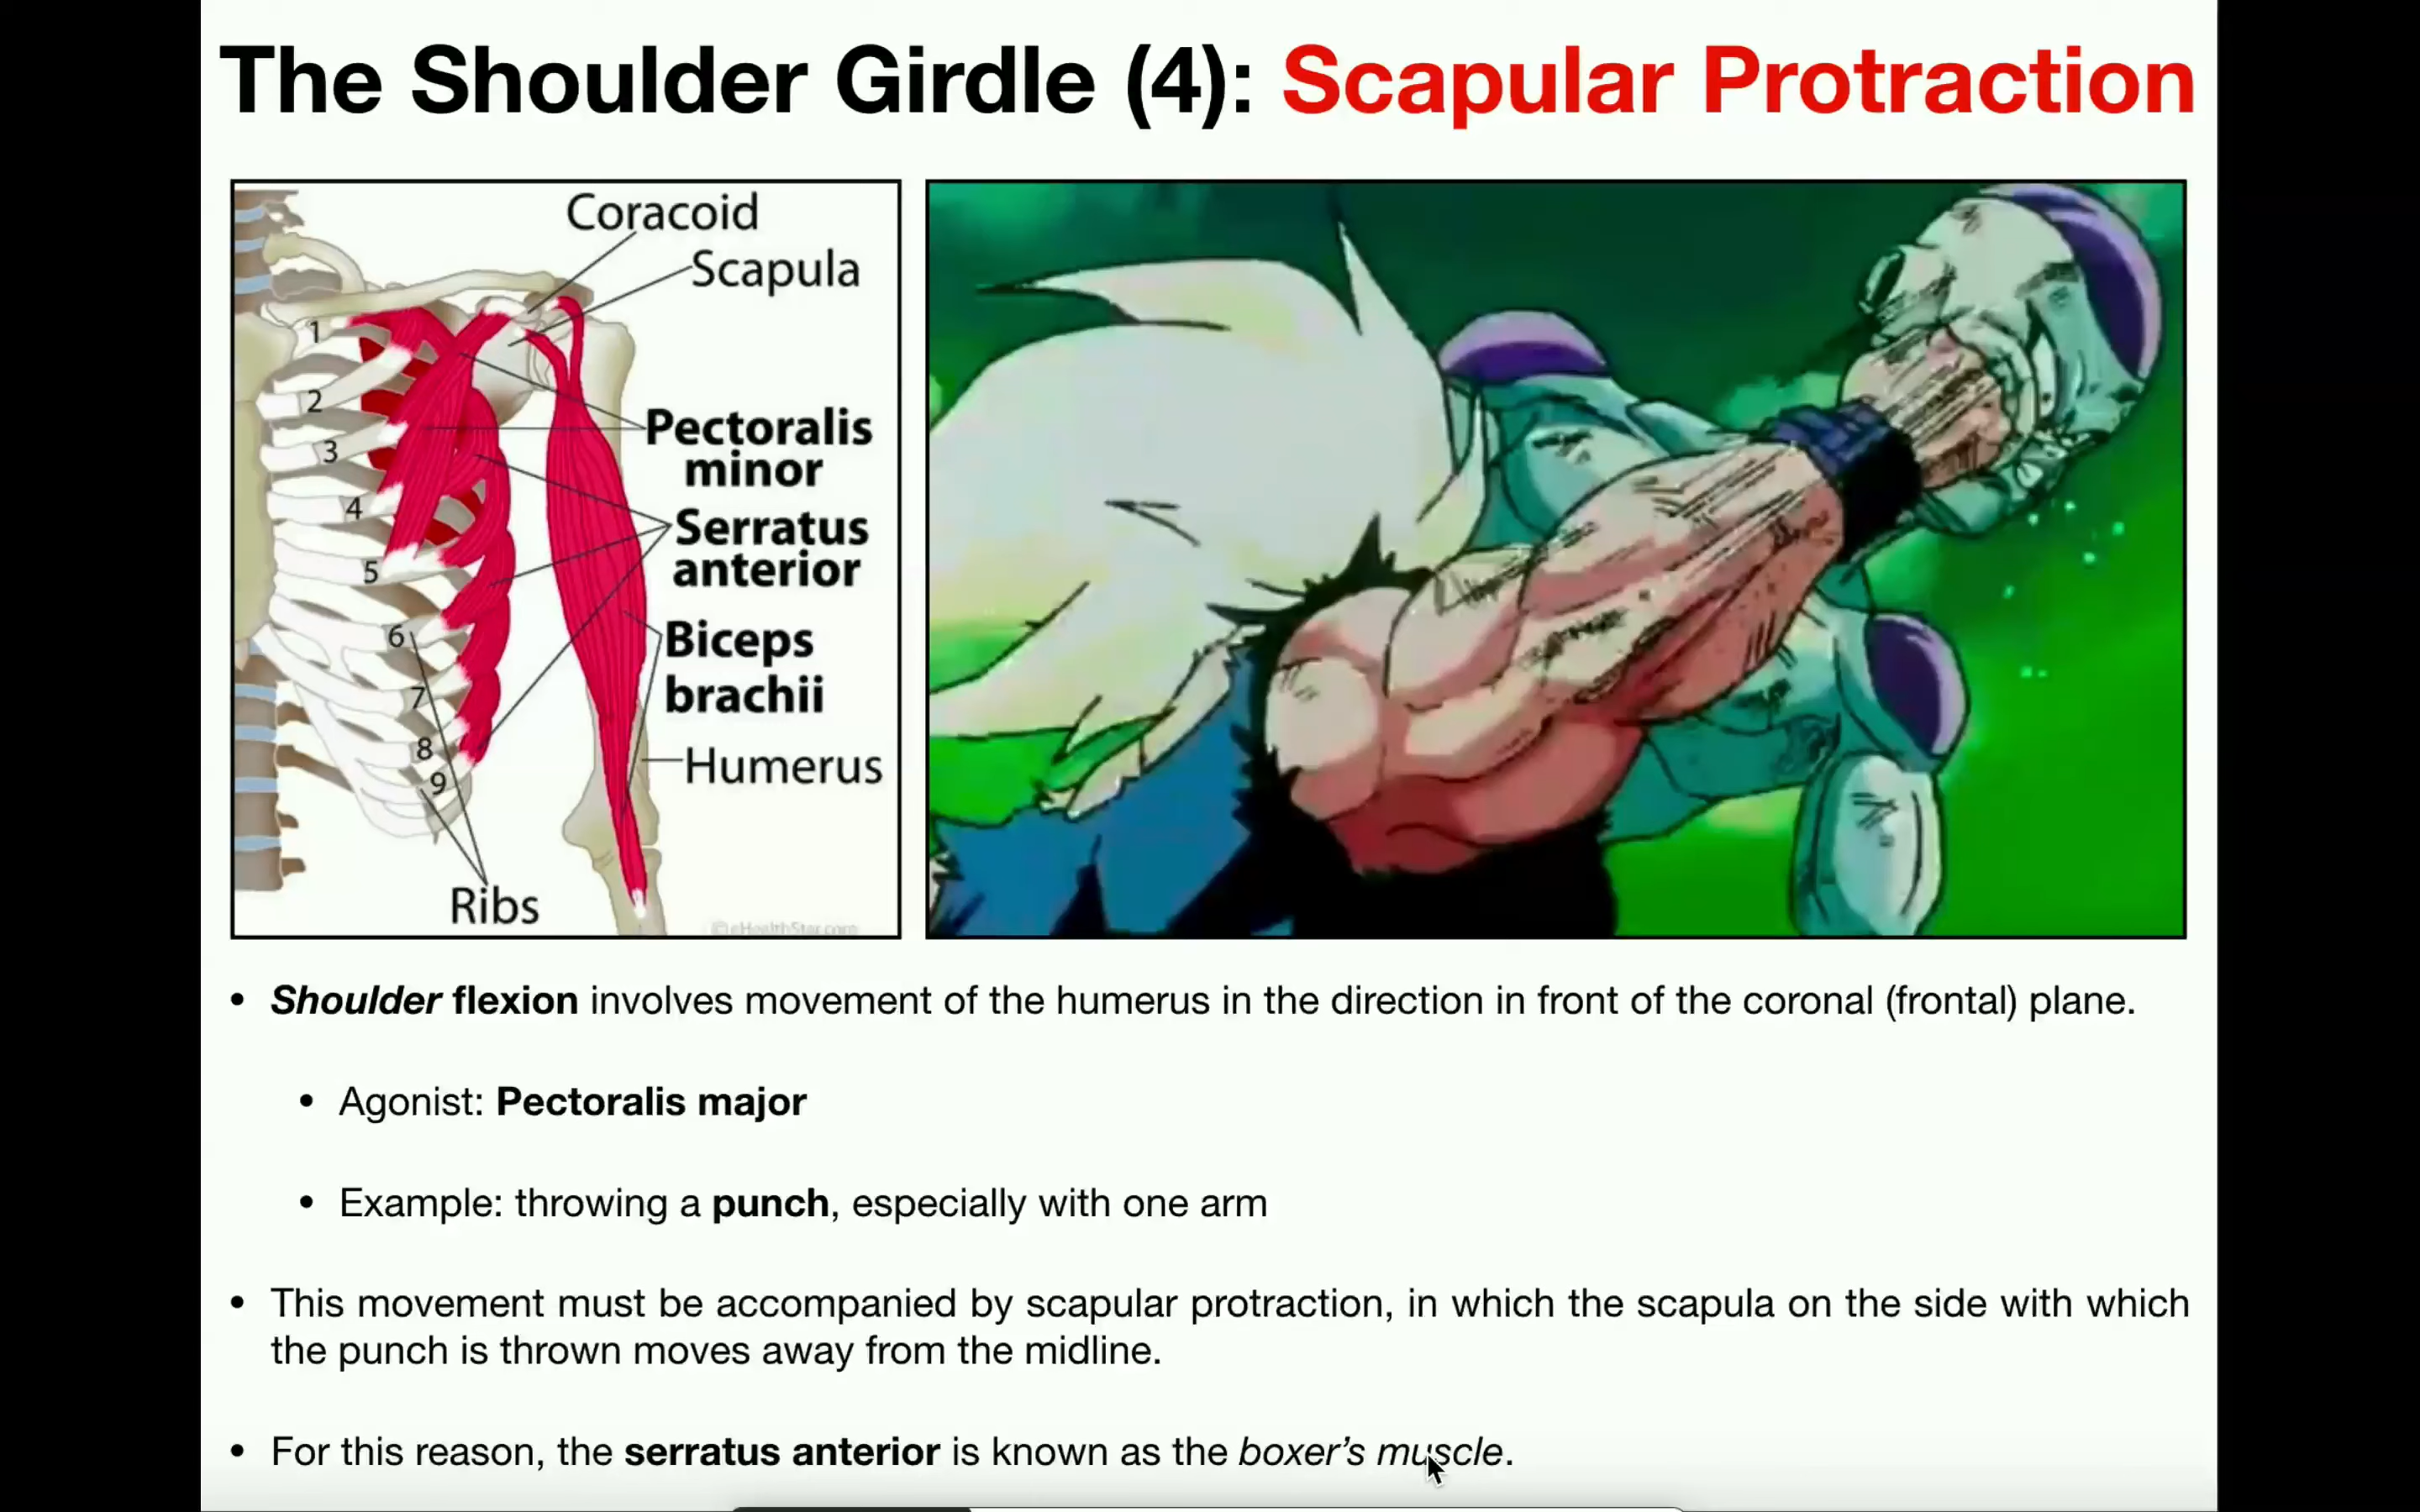 The Shoulder Girdle (4): Scapular Protraction
Coracoid
Scapula
1
2
3
4
5
6
7
8
9
Pectoralis
minor
Serratus
anterior
Biceps
brachii
Humerus
Ribs
©eHealthStar.com
• Shoulder flexion involves movement of the humerus in the direction in front of the coronal (frontal) plane.
• Agonist: Pectoralis major
• Example: throwing a punch, especially with one arm
• This movement must be accompanied by scapular protraction, in which the scapula on the side with which
the punch is thrown moves away from the midline.
• For this reason, the serratus anterior is known as the boxer’s muscle.